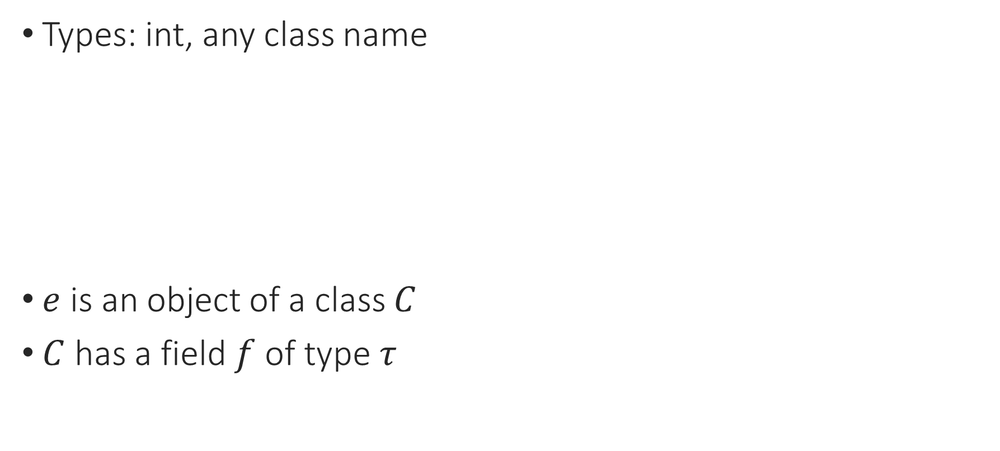 • Types: int, any class name
• 𝑒 is an object of a class 𝐶
• 𝐶 has a field 𝑓 of type 𝜏